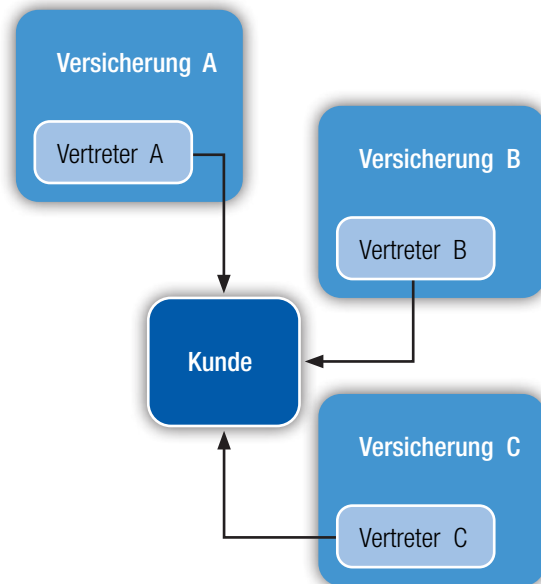 Versicherung A
Vertreter A
Versicherung B
Vertreter B
Kunde
Versicherung C
Vertreter C